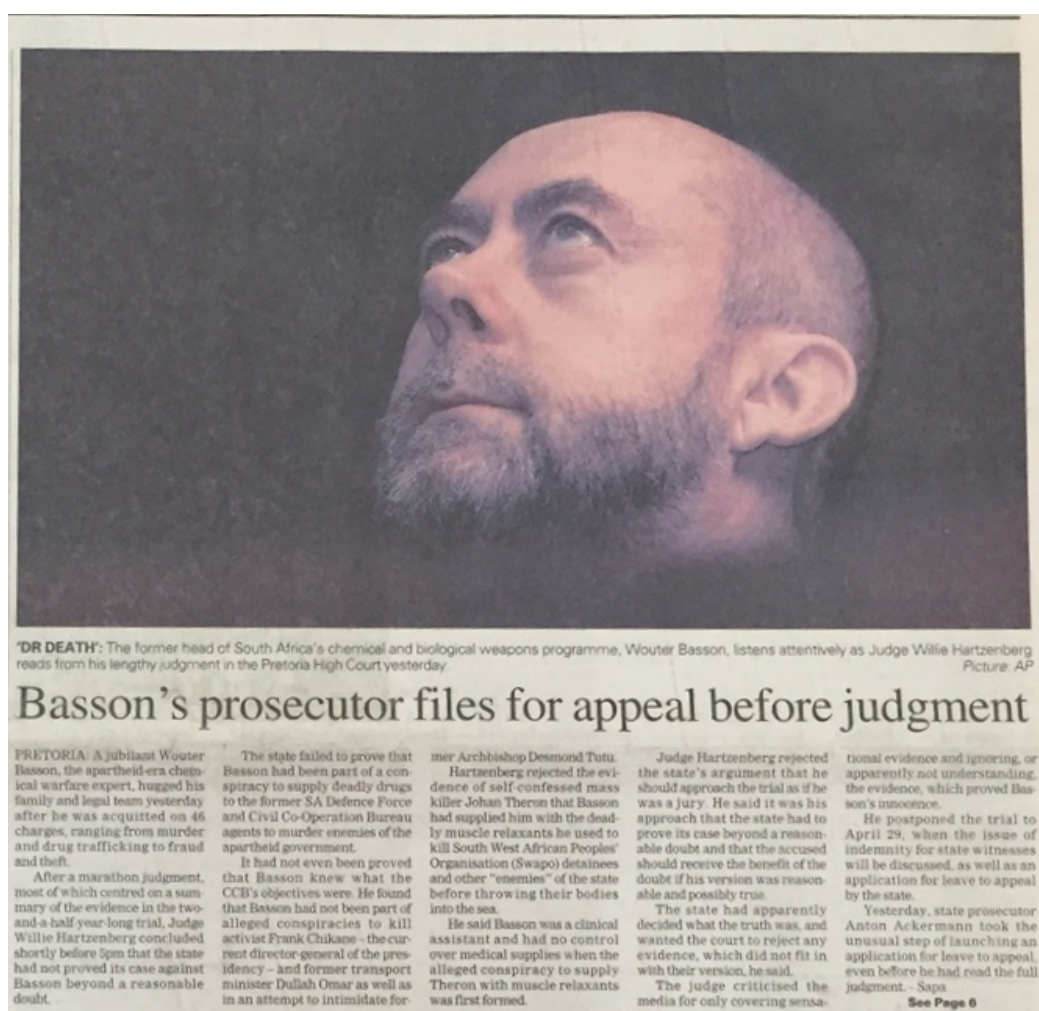 'DR DEATH': The former head of South Africa's chemical and biological weapons programme, Wouter Basson, listens attentively as Judge Willie Hartzenberg
reads from his lengthy judgment in the Pretoria High Court yesterday.
Picture: AP
Basson's prosecutor files for appeal before judgment
PRETORIA: A jubilant Wouter
Basson, the apartheid-era chem-
ical warfare expert, hugged his
family and legal team yesterday
after he was acquitted on 46
charges, ranging from murder
and drug trafficking to fraud
and theft.
After a marathon judgment,
most of which centred on a sum-
mary of the evidence in the two-
and-a-half-year-long trial, Judge
Willie Hartzenberg concluded
shortly before 5pm that the state
had not proved its case against
Basson beyond a reasonable
doubt.
The state failed to prove that
Basson had been part of a con-
spiracy to supply deadly drugs
to the former SA Defence Force
and Civil Co-Operation Bureau
agents to murder enemies of the
apartheid government.
It had not even been proved
that Basson knew what the
CCB's objectives were. He found
that Basson had not been part of
alleged conspiracies to kill
activist Frank Chikane – the cur-
rent director-general of the pres-
idency – and former transport
minister Dullah Omar as well as
in an attempt to intimidate for-
mer Archbishop Desmond Tutu.
Hartzenberg rejected the evi-
dence of self-confessed mass
killer Johan Theron that Basson
had supplied him with the dead-
ly muscle relaxants he used to
kill South West African Peoples'
Organisation (Swapo) detainees
and other "enemies" of the state
before throwing their bodies
into the sea.
He said Basson was a clinical
assistant and had no control
over medical supplies when the
alleged conspiracy to supply
Theron with muscle relaxants
was first formed.
Judge Hartzenberg rejected
the state's argument that he
should approach the trial as if he
was a jury. He said it was his
approach that the state had to
prove its case beyond a reason-
able doubt and that the accused
should receive the benefit of the
doubt if his version was reason-
able and possibly true.
The state had apparently
decided what the truth was, and
wanted the court to reject any
evidence, which did not fit in
with their version, he said.
The judge criticised the
media for only covering sensa-
tional evidence and ignoring, or
apparently not understanding,
the evidence, which proved Bas-
son's innocence.
He postponed the trial to
April 29, when the issue of
indemnity for state witnesses
will be discussed, as well as an
application for leave to appeal
by the state.
Yesterday, state prosecutor
Anton Ackermann took the
unusual step of launching an
application for leave to appeal,
even before he had read the full
judgment. – Sapa
See Page 6